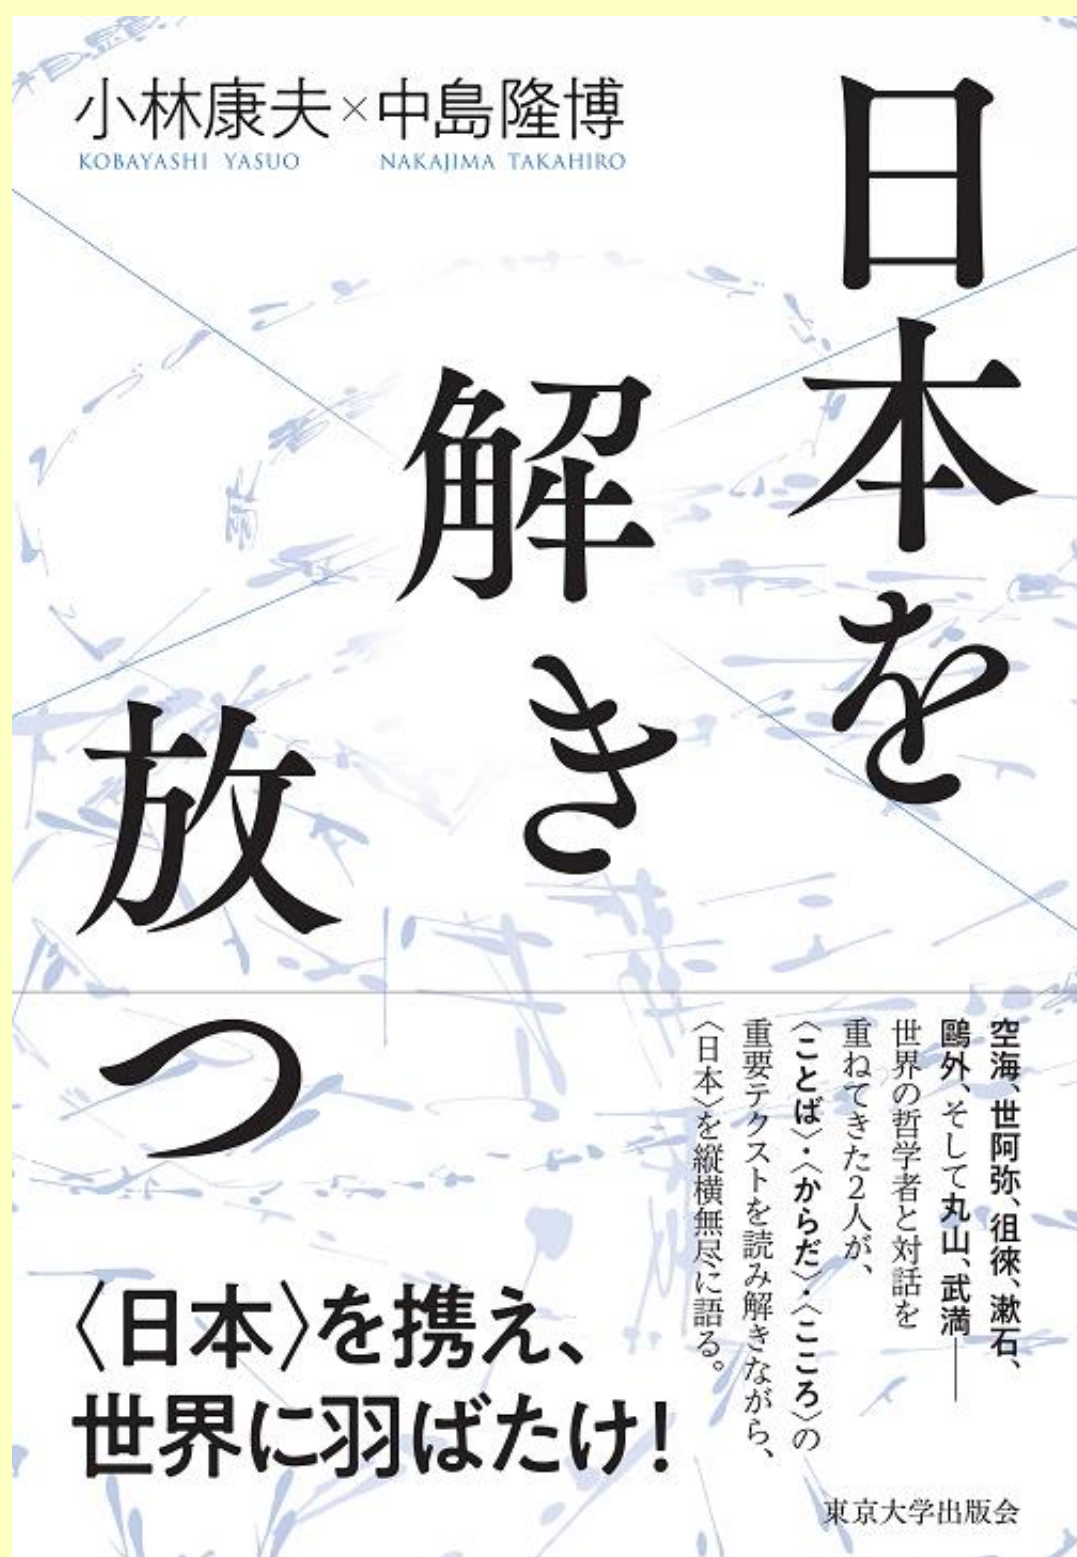 小林康夫×中島隆博
KOBAYASHI YASUO NAKAJIMA TAKAHIRO
日本を
解き
放つ
空海、世阿弥、徂徠、漱石、
鷗外、そして丸山、武満――
世界の哲学者と対話を
重ねてきた2人が、
〈ことば〉・〈からだ〉・〈こころ〉の
重要テクストを読み解きながら、
〈日本〉を縦横無尽に語る。
〈日本〉を携え、
世界に羽ばたけ!
東京大学出版会